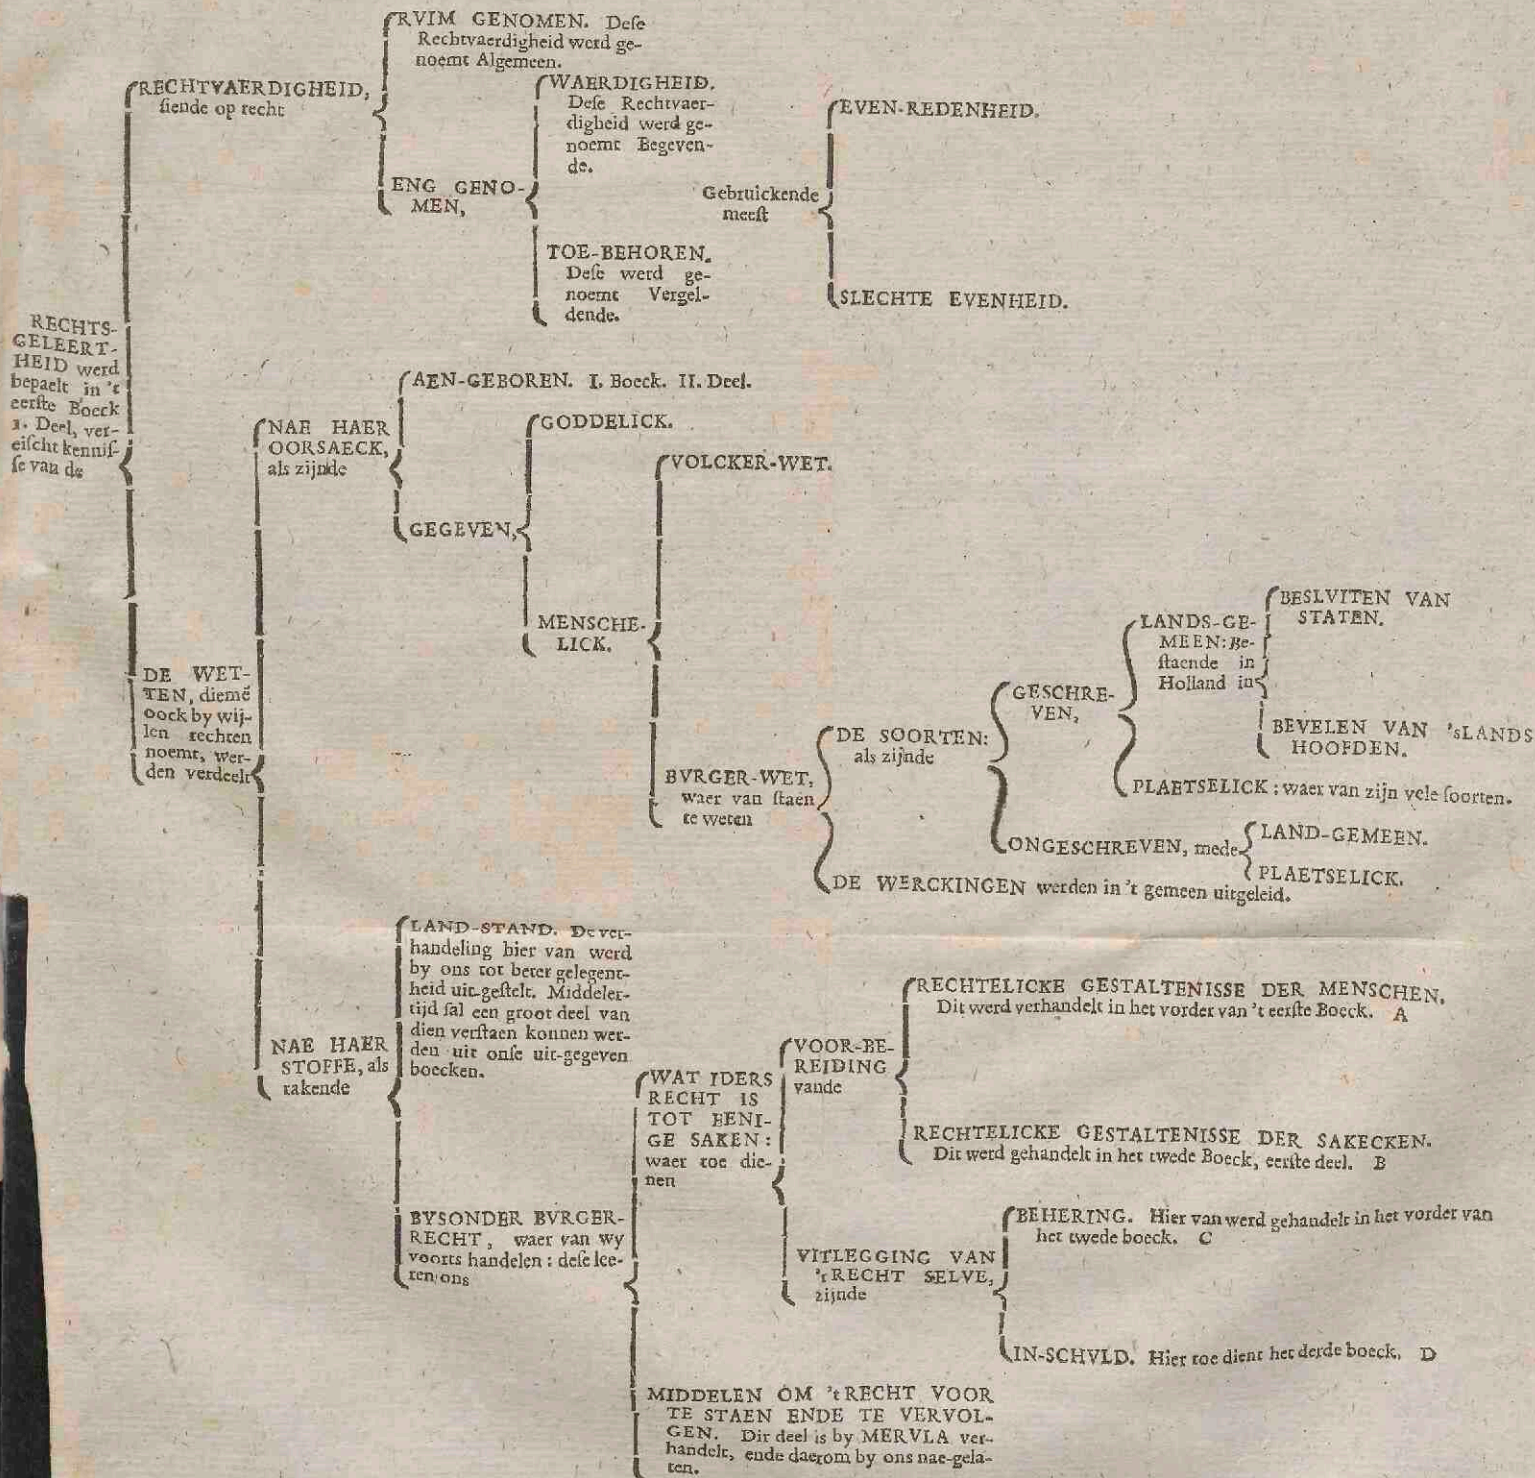 RVIM GENOMEN. Deſe
Rechtvaerdigheid werd ge-
noemt Algemeen.
RECHTVAERDIGHEID,
ſiende op recht
WAERDIGHEID.
Deſe Rechtvaer-
digheid werd ge-
noemt Begeven-
de.
ENG GENO-
MEN,
TOE-BEHOREN.
Deſe werd ge-
noemt Vergel-
dende.
Gebruickende
meeſt
EVEN-REDENHEID.
SLECHTE EVENHEID.
RECHTS-
GELEERT-
HEID werd
bepaelt in 't
eerſte Boeck
1. Deel, ver-
eiſcht kenniſ-
ſe van de
AEN-GEBOREN. I. Boeck. II. Deel.
NAE HAER
OORSAECK,
als zijnde
GODDELICK.
GEGEVEN,
VOLCKER-WET.
MENSCHE-
LICK.
DE WET-
TEN, diemẽ
oock by wij-
len rechten
noemt, wer-
den verdeelt
BVRGER-WET,
waer van ſtaen
te weten
DE SOORTEN:
als zijnde
GESCHRE-
VEN,
LANDS-GE-
MEEN: Be-
ſtaende in
Holland in
BESLVITEN VAN
STATEN.
BEVELEN VAN 'sLANDS
HOOFDEN.
PLAETSELICK : waer van zijn vele ſoorten.
ONGESCHREVEN, mede
LAND-GEMEEN.
PLAETSELICK.
DE WERCKINGEN werden in 't gemeen uitgeleid.
LAND-STAND. De ver-
handeling hier van werd
by ons tot beter gelegent-
heid uit-geſtelt. Middeler-
tijd ſal een groot deel van
dien verſtaen konnen wer-
den uit onſe uit-gegeven
boecken.
NAE HAER
STOFFE, als
rakende
BYSONDER BVRGER-
RECHT, waer van wy
voorts handelen : deſe lee-
ren ons
WAT IDERS
RECHT IS
TOT EENI-
GE SAKEN :
waer toe die-
nen
VOOR-BE-
REIDING
vande
RECHTELICKE GESTALTENISSE DER MENSCHEN.
Dit werd verhandelt in het vorder van 't eerſte Boeck. A
RECHTELICKE GESTALTENISSE DER SAKECKEN.
Dit werd gehandelt in het twede Boeck, eerſte deel. B
VITLEGGING VAN
't RECHT SELVE,
zijnde
BEHERING. Hier van werd gehandelt in het vorder van
het twede boeck. C
IN-SCHVLD. Hier toe dient het derde boeck. D
MIDDELEN OM 't RECHT VOOR
TE STAEN ENDE TE VERVOL-
GEN. Dit deel is by MERVLA ver-
handelt, ende daerom by ons nae-gela-
ten.